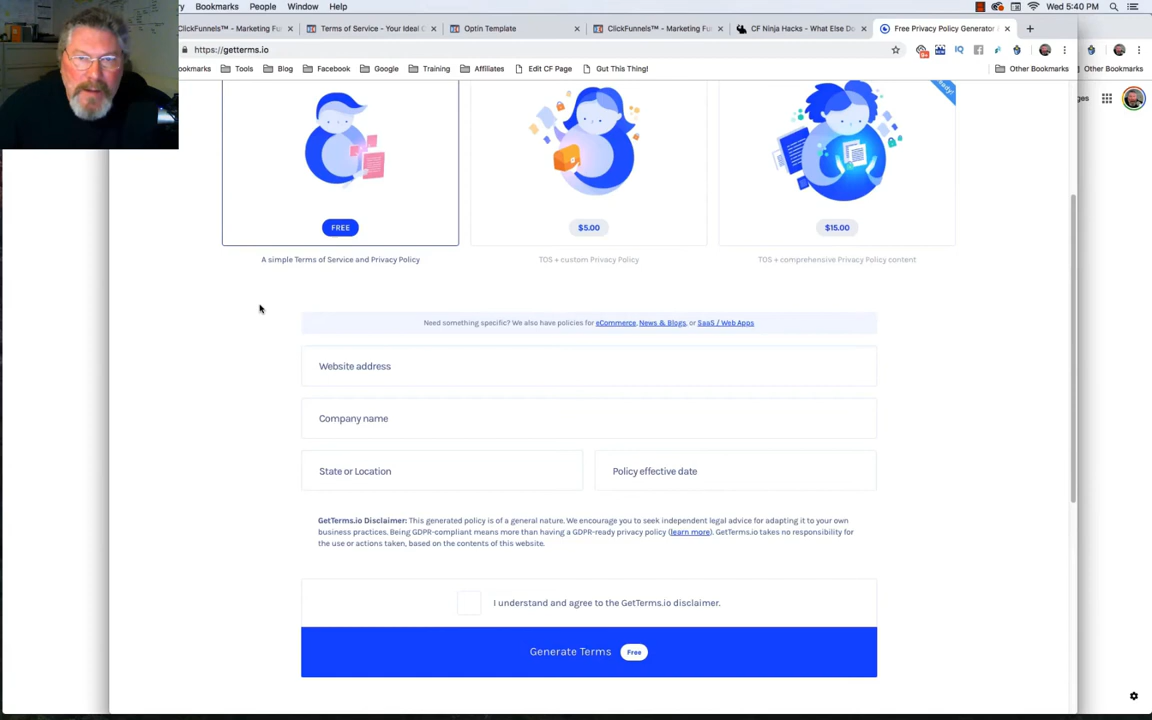 y Bookmarks People Window Help Wed 5:40 PM
ClickFunnels™ - Marketing Fu × Terms of Service - Your Ideal C × Optin Template × ClickFunnels™ - Marketing Fu × CF Ninja Hacks - What Else Do × Free Privacy Policy Generator × +
https://getterms.io
okmarks Tools Blog Facebook Google Training Affiliates Edit CF Page Gut This Thing! Other Bookmarks Other Bookmarks
ges
eady!
FREE $5.00 $15.00
A simple Terms of Service and Privacy Policy TOS + custom Privacy Policy TOS + comprehensive Privacy Policy content
Need something specific? We also have policies for eCommerce, News & Blogs, or SaaS / Web Apps
Website address
Company name
State or Location Policy effective date
GetTerms.io Disclaimer: This generated policy is of a general nature. We encourage you to seek independent legal advice for adapting it to your own
business practices. Being GDPR-compliant means more than having a GDPR-ready privacy policy (learn more). GetTerms.io takes no responsibility for
the use or actions taken, based on the contents of this website.
I understand and agree to the GetTerms.io disclaimer.
Generate Terms Free